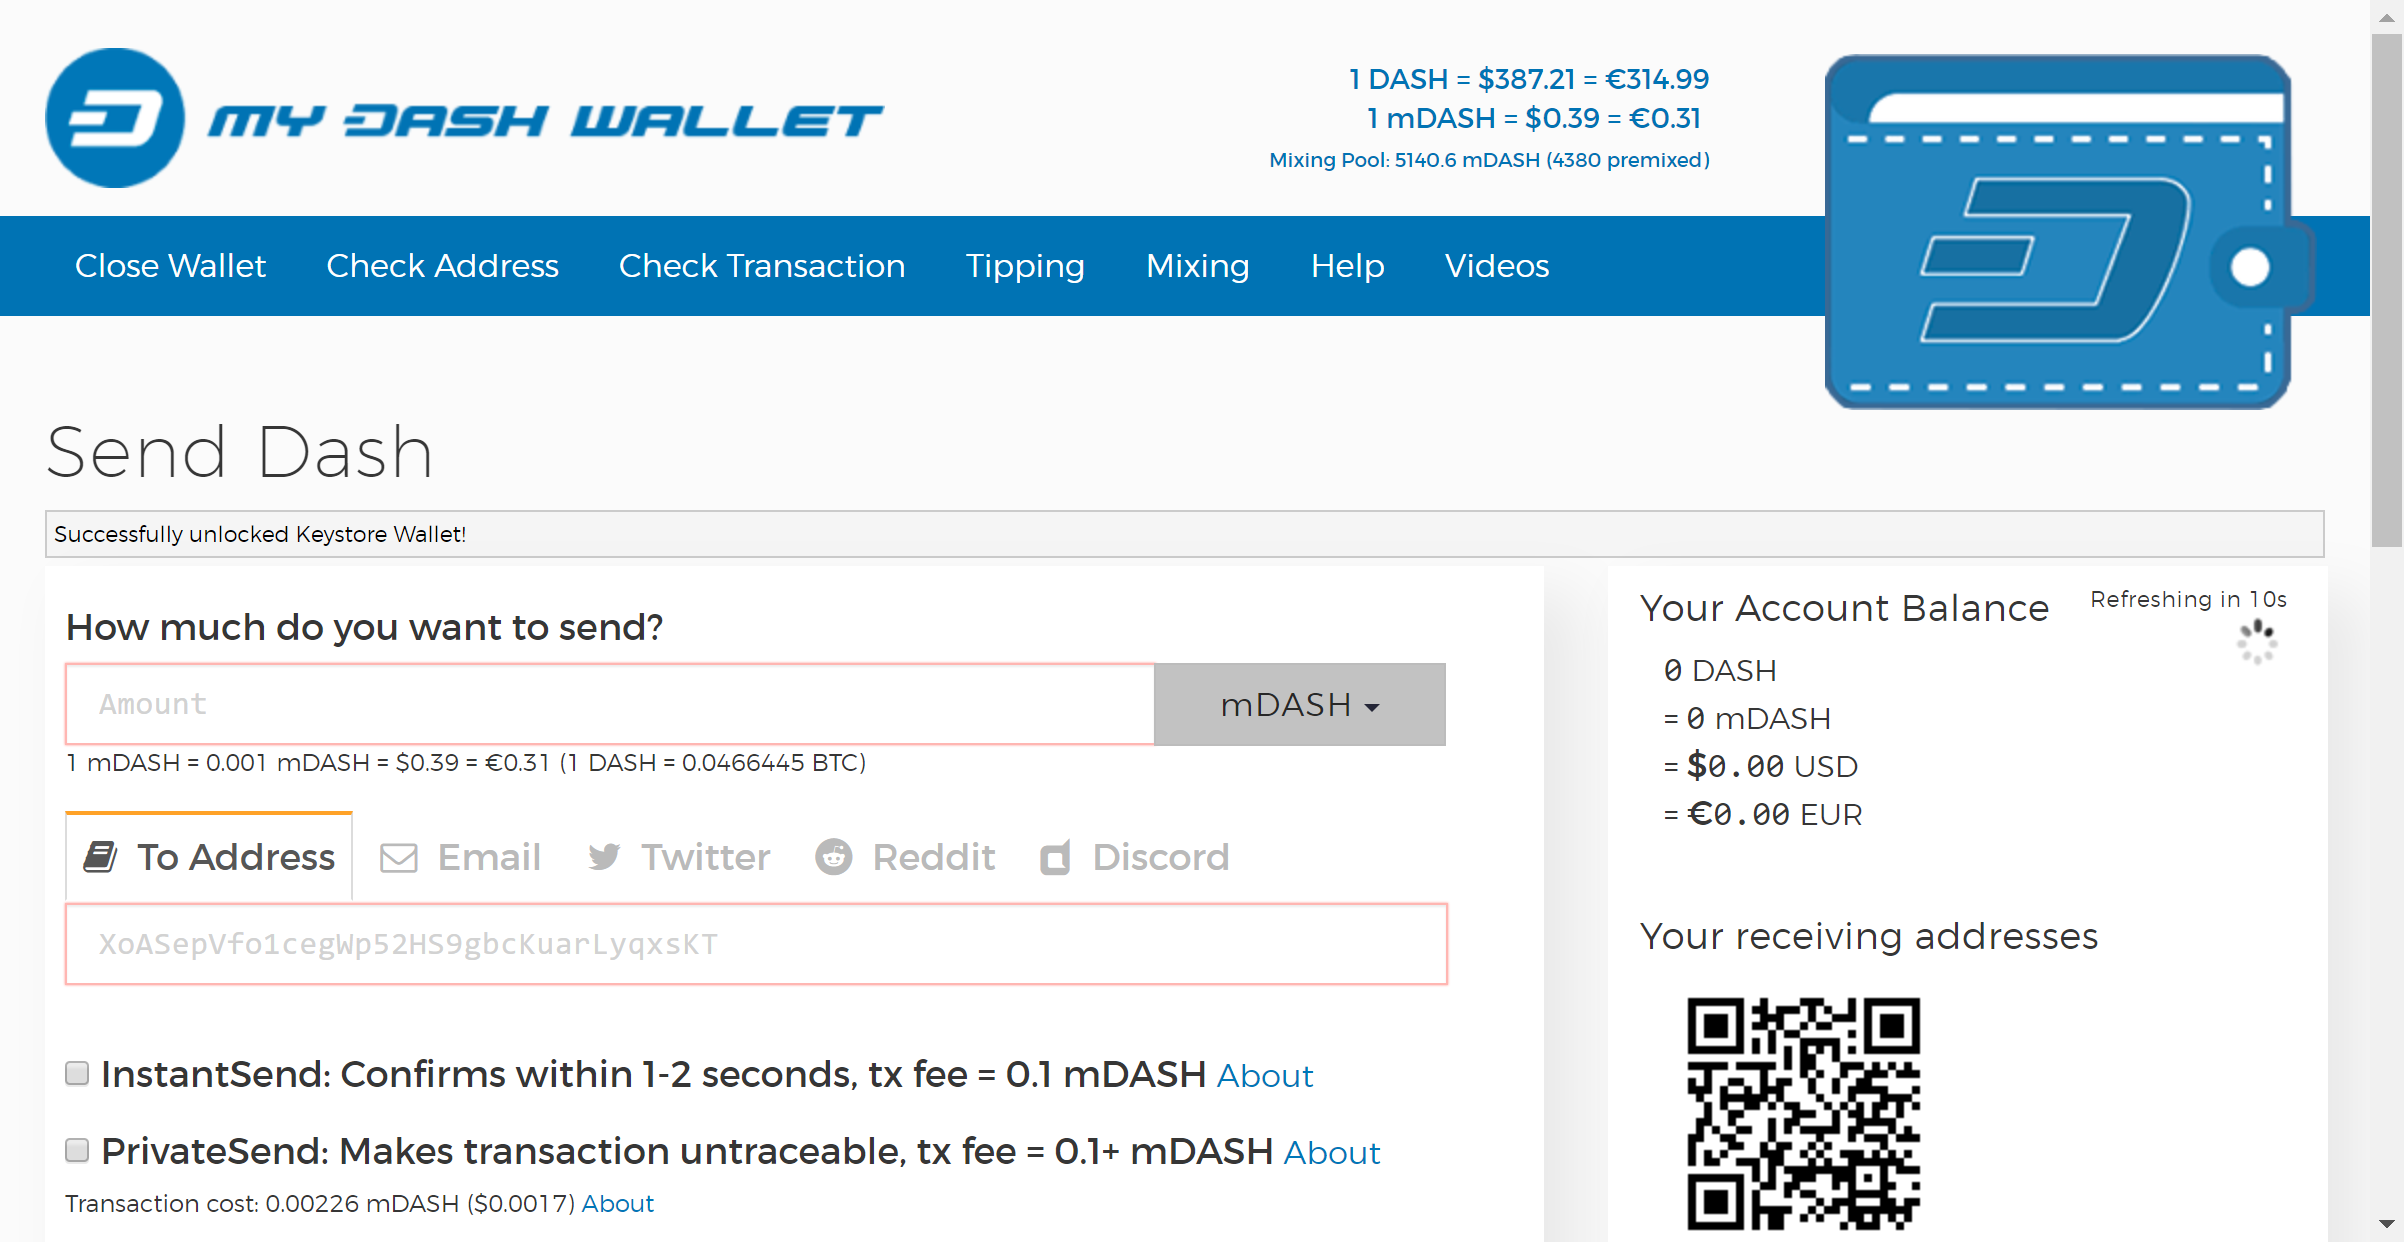 MY DASH WALLET
1 DASH = $387.21 = €314.99
1 mDASH = $0.39 = €0.31
Mixing Pool: 5140.6 mDASH (4380 premixed)
Close Wallet Check Address Check Transaction Tipping Mixing Help Videos
Send Dash
Successfully unlocked Keystore Wallet!
How much do you want to send?
Amount mDASH
1 mDASH = 0.001 mDASH = $0.39 = €0.31 (1 DASH = 0.0466445 BTC)
To Address Email Twitter Reddit Discord
XoASepVfo1cegWp52HS9gbcKuarLyqxsKT
InstantSend: Confirms within 1-2 seconds, tx fee = 0.1 mDASH About
PrivateSend: Makes transaction untraceable, tx fee = 0.1+ mDASH About
Transaction cost: 0.00226 mDASH ($0.0017) About
Your Account Balance
Refreshing in 10s
0 DASH
= 0 mDASH
= $0.00 USD
= €0.00 EUR
Your receiving addresses